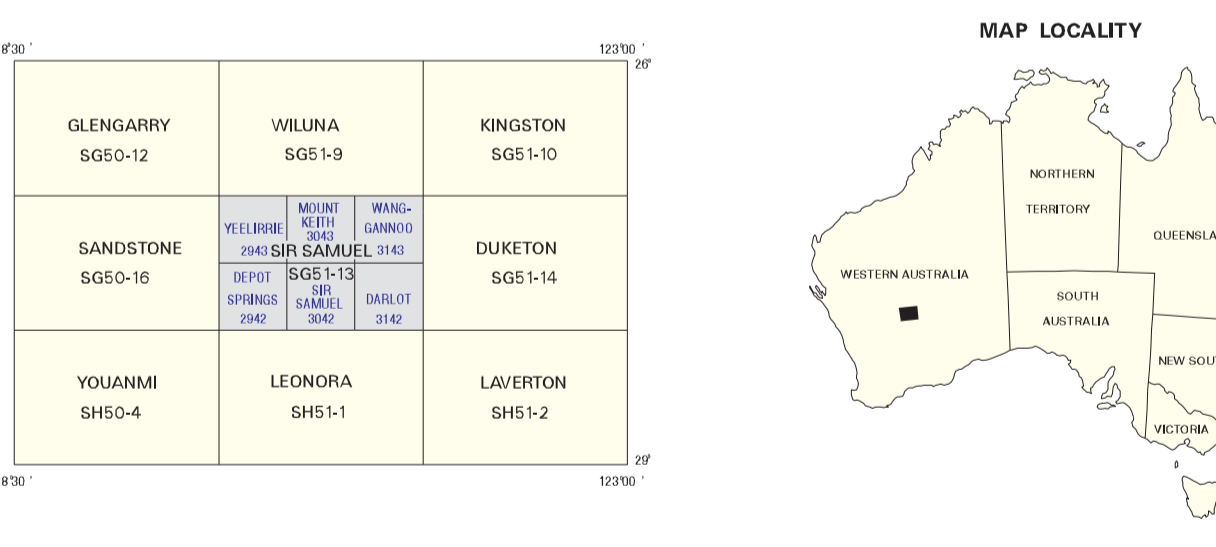 8°30 '
123°00 '
26°
GLENGARRY
SG50-12
WILUNA
SG51-9
KINGSTON
SG51-10
SANDSTONE
SG50-16
YEELIRRIE
2943
MOUNT
KEITH
3043
WANG-
GANNOO
3143
SIR SAMUEL
SG51-13
DEPOT
SPRINGS
2942
SIR
SAMUEL
3042
DARLOT
3142
DUKETON
SG51-14
YOUANMI
SH50-4
LEONORA
SH51-1
LAVERTON
SH51-2
29°
8°30 '
123°00 '
MAP LOCALITY
NORTHERN
TERRITORY
QUEENSLA
WESTERN AUSTRALIA
SOUTH
AUSTRALIA
NEW SOU
VICTORIA